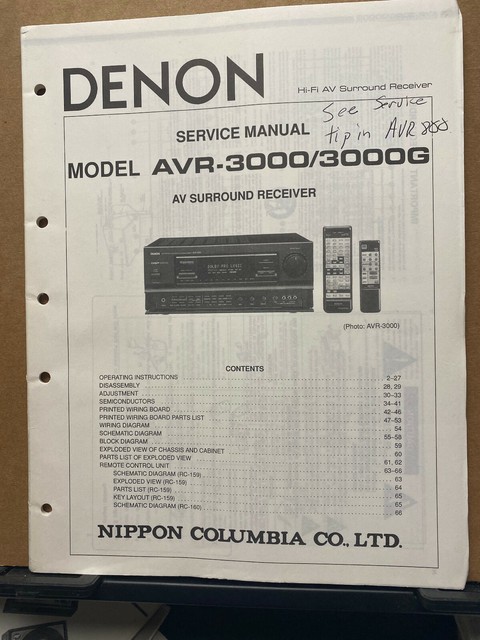 DENON
Hi-Fi AV Surround Receiver
See Service
tip in AVR 800
SERVICE MANUAL
MODEL AVR-3000/3000G
AV SURROUND RECEIVER
(Photo: AVR-3000)
CONTENTS
OPERATING INSTRUCTIONS 2–27
DISASSEMBLY 28, 29
ADJUSTMENT 30–33
SEMICONDUCTORS 34–41
PRINTED WIRING BOARD 42–46
PRINTED WIRING BOARD PARTS LIST 47–53
WIRING DIAGRAM 54
SCHEMATIC DIAGRAM 55–58
BLOCK DIAGRAM 59
EXPLODED VIEW OF CHASSIS AND CABINET 60
PARTS LIST OF EXPLODED VIEW 61, 62
REMOTE CONTROL UNIT 63–66
SCHEMATIC DIAGRAM (RC-159) 63
EXPLODED VIEW (RC-159) 64
PARTS LIST (RC-159) 65
KEY LAYOUT (RC-159) 65
SCHEMATIC DIAGRAM (RC-160) 66
NIPPON COLUMBIA CO., LTD.